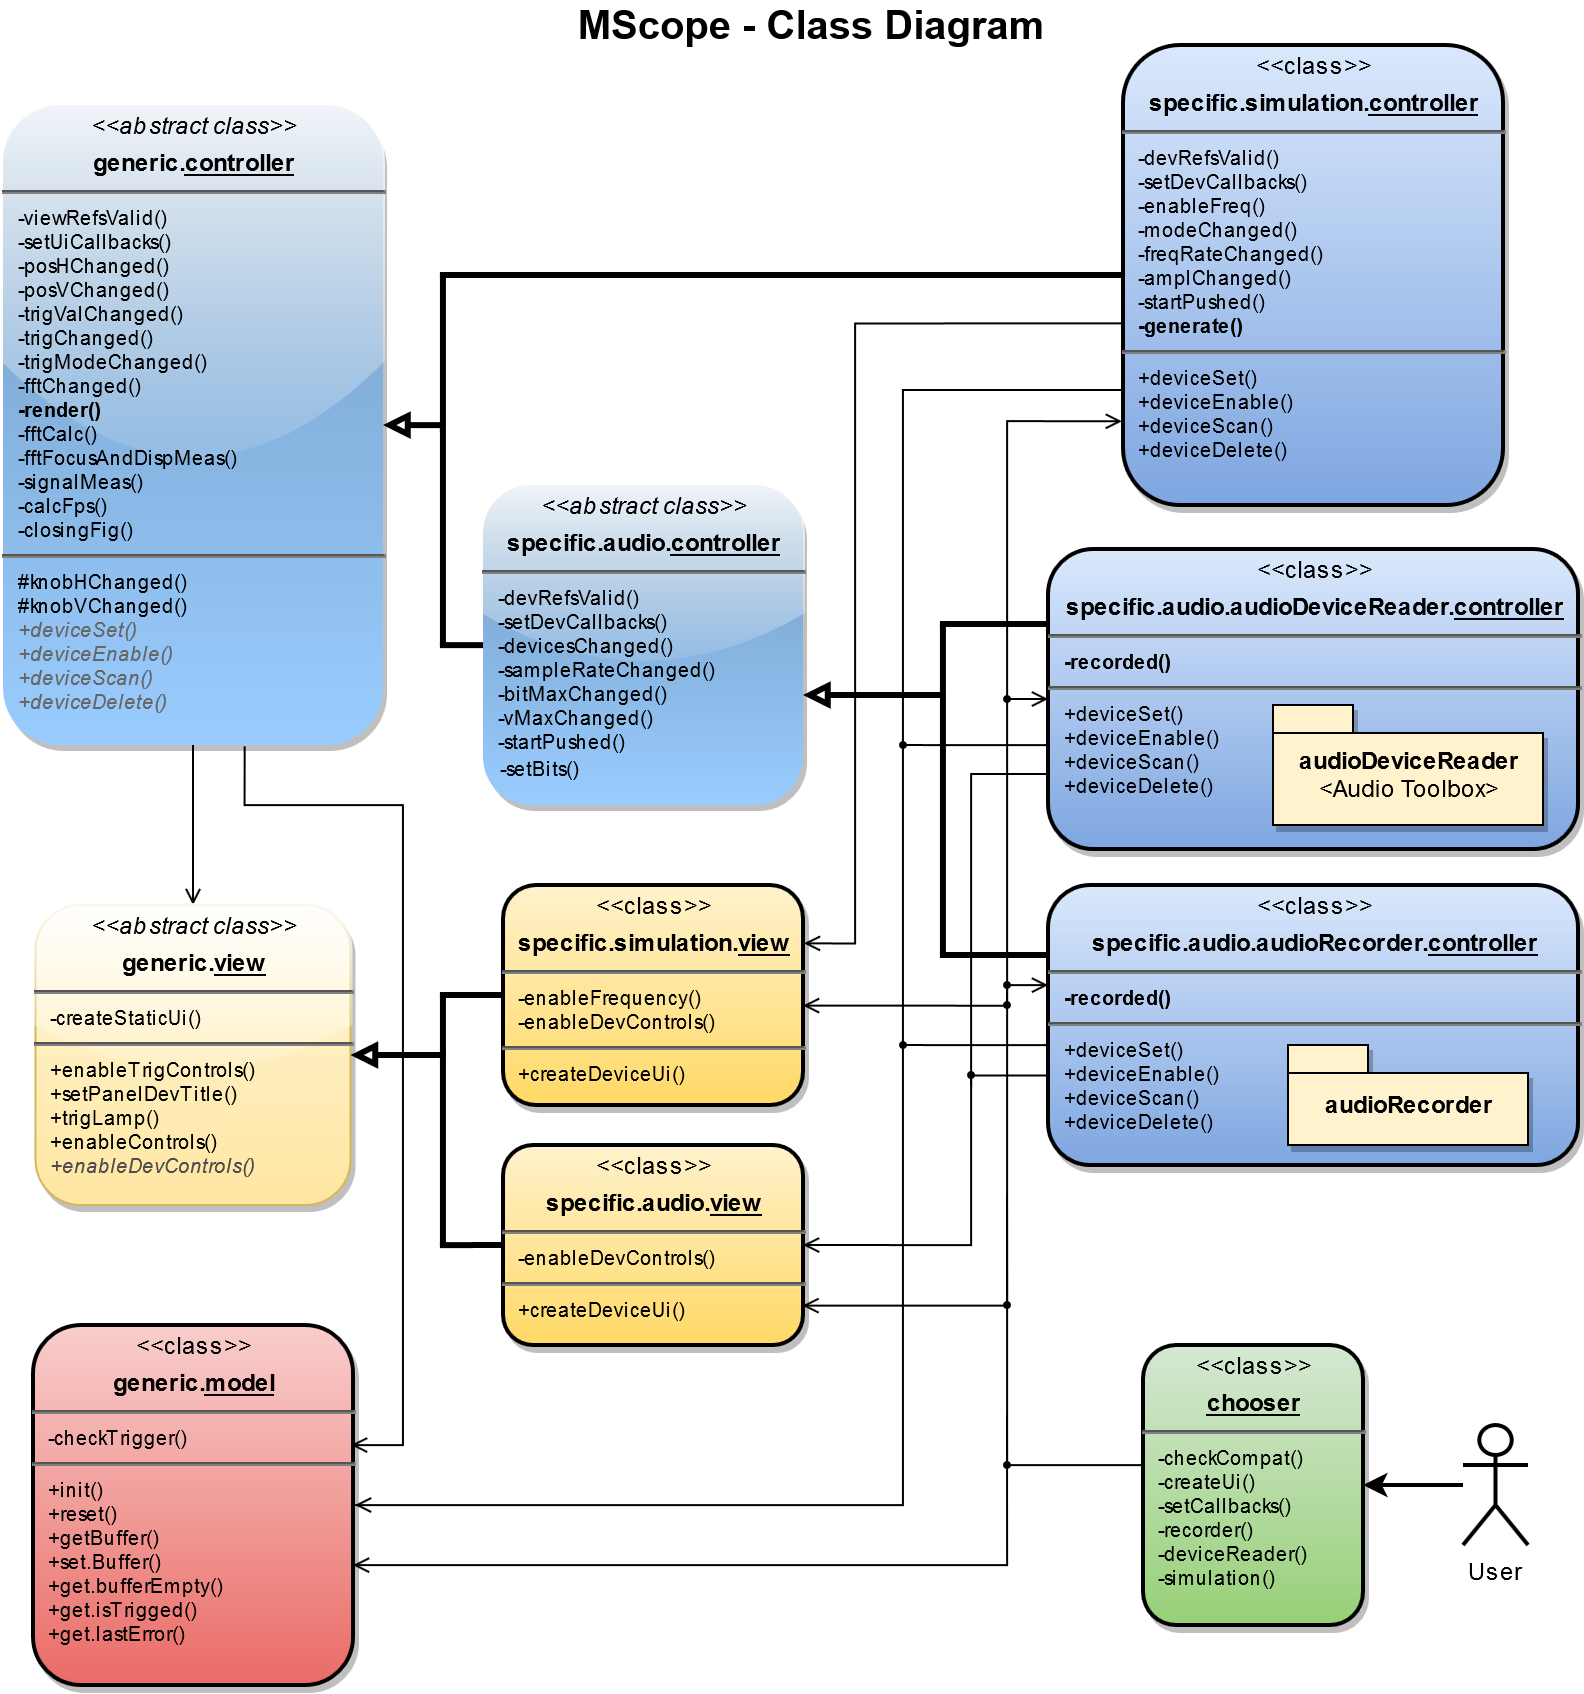 MScope - Class Diagram
<<abstract class>>
generic.controller
-viewRefsValid()
-setUiCallbacks()
-posHChanged()
-posVChanged()
-trigValChanged()
-trigChanged()
-trigModeChanged()
-fftChanged()
-render()
-fftCalc()
-fftFocusAndDispMeas()
-signalMeas()
-calcFps()
-closingFig()
#knobHChanged()
#knobVChanged()
+deviceSet()
+deviceEnable()
+deviceScan()
+deviceDelete()
<<class>>
specific.simulation.controller
-devRefsValid()
-setDevCallbacks()
-enableFreq()
-modeChanged()
-freqRateChanged()
-amplChanged()
-startPushed()
-generate()
+deviceSet()
+deviceEnable()
+deviceScan()
+deviceDelete()
<<abstract class>>
specific.audio.controller
-devRefsValid()
-setDevCallbacks()
-devicesChanged()
-sampleRateChanged()
-bitMaxChanged()
-vMaxChanged()
-startPushed()
-setBits()
<<class>>
specific.audio.audioDeviceReader.controller
-recorded()
+deviceSet()
+deviceEnable()
+deviceScan()
+deviceDelete()
audioDeviceReader
<Audio Toolbox>
<<class>>
specific.audio.audioRecorder.controller
-recorded()
+deviceSet()
+deviceEnable()
+deviceScan()
+deviceDelete()
audioRecorder
<<abstract class>>
generic.view
-createStaticUi()
+enableTrigControls()
+setPanelDevTitle()
+trigLamp()
+enableControls()
+enableDevControls()
<<class>>
specific.simulation.view
-enableFrequency()
-enableDevControls()
+createDeviceUi()
<<class>>
specific.audio.view
-enableDevControls()
+createDeviceUi()
<<class>>
generic.model
-checkTrigger()
+init()
+reset()
+getBuffer()
+set.Buffer()
+get.bufferEmpty()
+get.isTrigged()
+get.lastError()
<<class>>
chooser
-checkCompat()
-createUi()
-setCallbacks()
-recorder()
-deviceReader()
-simulation()
User